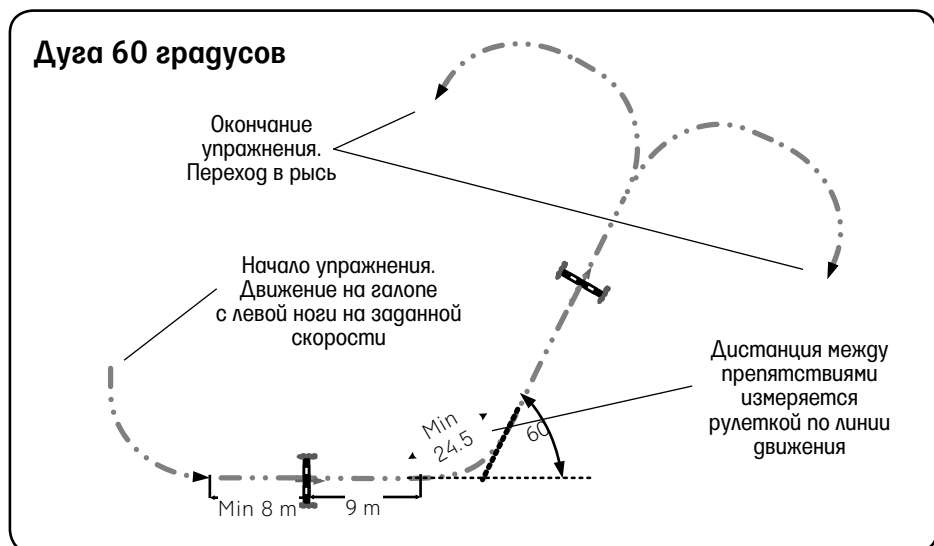 Дуга 60 градусов
Окончание
упражнения.
Переход в рысь
Начало упражнения.
Движение на галопе
с левой ноги на заданной
скорости
Дистанция между
препятствиями
измеряется
рулеткой по линии
движения
Min
24.5
60
Min 8 m
9 m